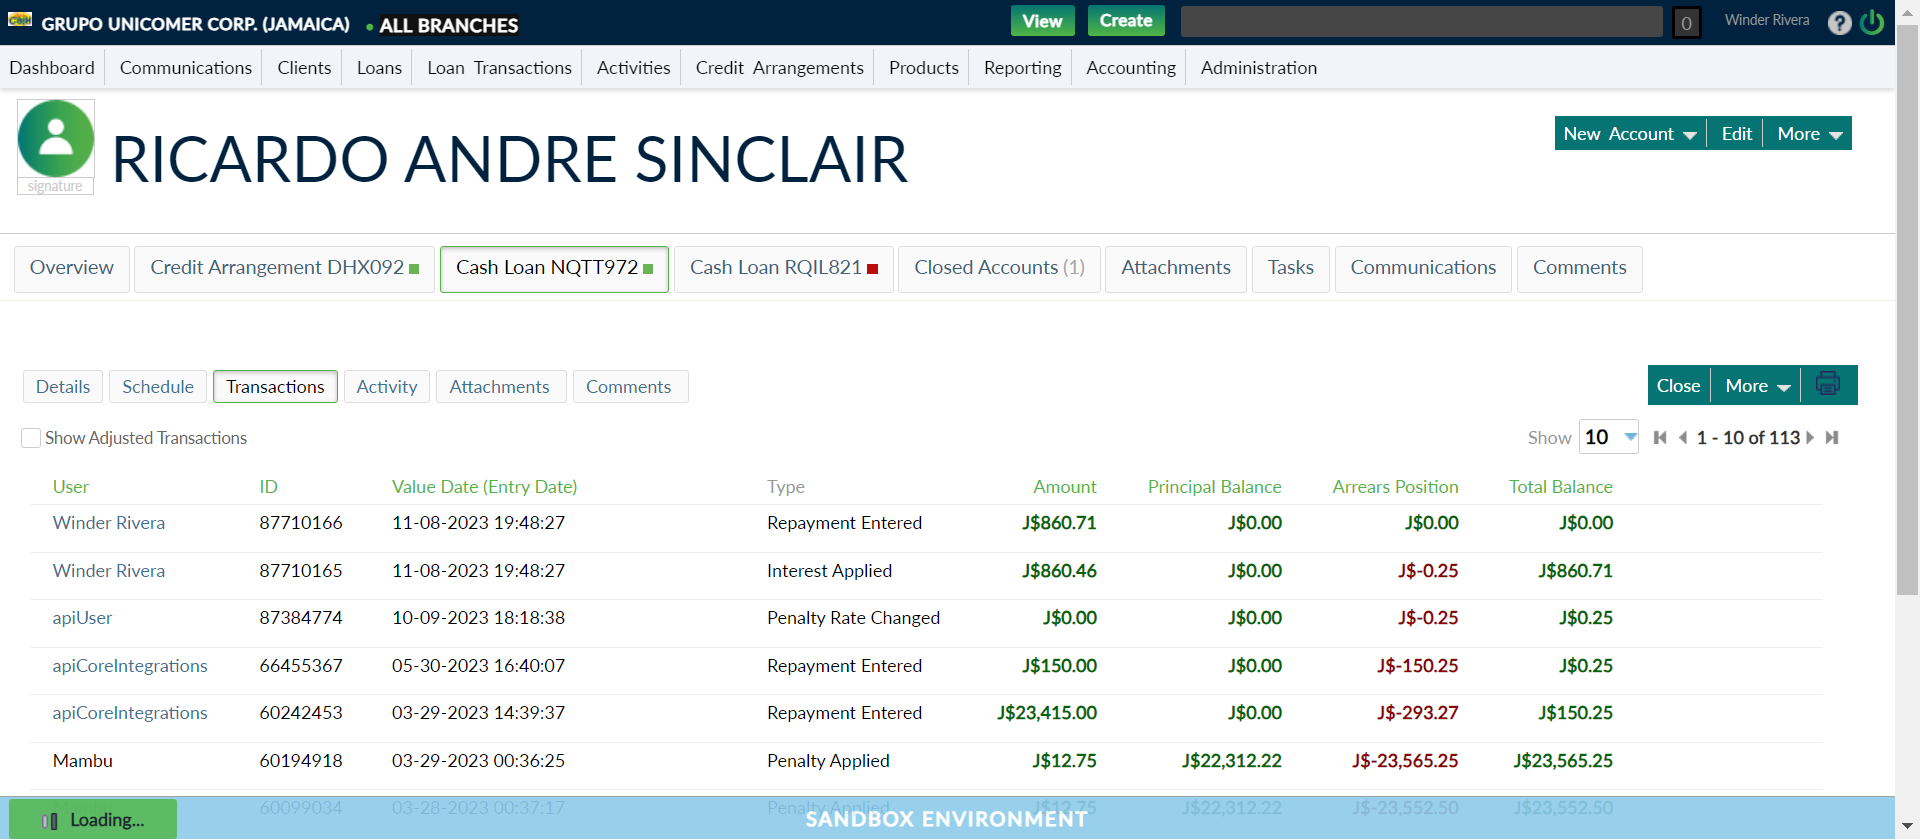 Cash GRUPO UNICOMER CORP. (JAMAICA) • ALL BRANCHES View Create 0 Winder Rivera ?
Dashboard Communications Clients Loans Loan Transactions Activities Credit Arrangements Products Reporting Accounting Administration
signature
RICARDO ANDRE SINCLAIR
New Account Edit More
Overview Credit Arrangement DHX092 Cash Loan NQTT972 Cash Loan RQIL821 Closed Accounts (1) Attachments Tasks Communications Comments
Details Schedule Transactions Activity Attachments Comments Close More
Show Adjusted Transactions Show 10 1 - 10 of 113
User ID Value Date (Entry Date) Type Amount Principal Balance Arrears Position Total Balance
Winder Rivera 87710166 11-08-2023 19:48:27 Repayment Entered J$860.71 J$0.00 J$0.00 J$0.00
Winder Rivera 87710165 11-08-2023 19:48:27 Interest Applied J$860.46 J$0.00 J$-0.25 J$860.71
apiUser 87384774 10-09-2023 18:18:38 Penalty Rate Changed J$0.00 J$0.00 J$-0.25 J$0.25
apiCoreIntegrations 66455367 05-30-2023 16:40:07 Repayment Entered J$150.00 J$0.00 J$-150.25 J$0.25
apiCoreIntegrations 60242453 03-29-2023 14:39:37 Repayment Entered J$23,415.00 J$0.00 J$-293.27 J$150.25
Mambu 60194918 03-29-2023 00:36:25 Penalty Applied J$12.75 J$22,312.22 J$-23,565.25 J$23,565.25
Mambu 60099034 03-28-2023 00:37:17 Penalty Applied J$12.75 J$22,312.22 J$-23,552.50 J$23,552.50
Loading... SANDBOX ENVIRONMENT